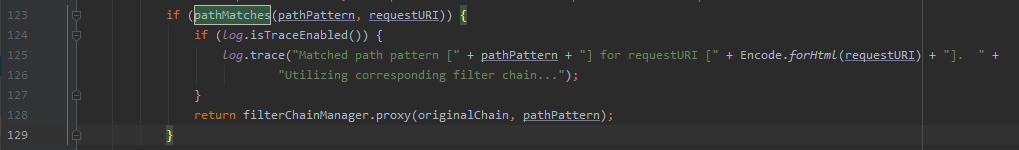 123 if (pathMatches(pathPattern, requestURI)) {
124 if (log.isTraceEnabled()) {
125 log.trace("Matched path pattern [" + pathPattern + "] for requestURI [" + Encode.forHtml(requestURI) + "].  " +
126 "Utilizing corresponding filter chain...");
127 }
128 return filterChainManager.proxy(originalChain, pathPattern);
129 }